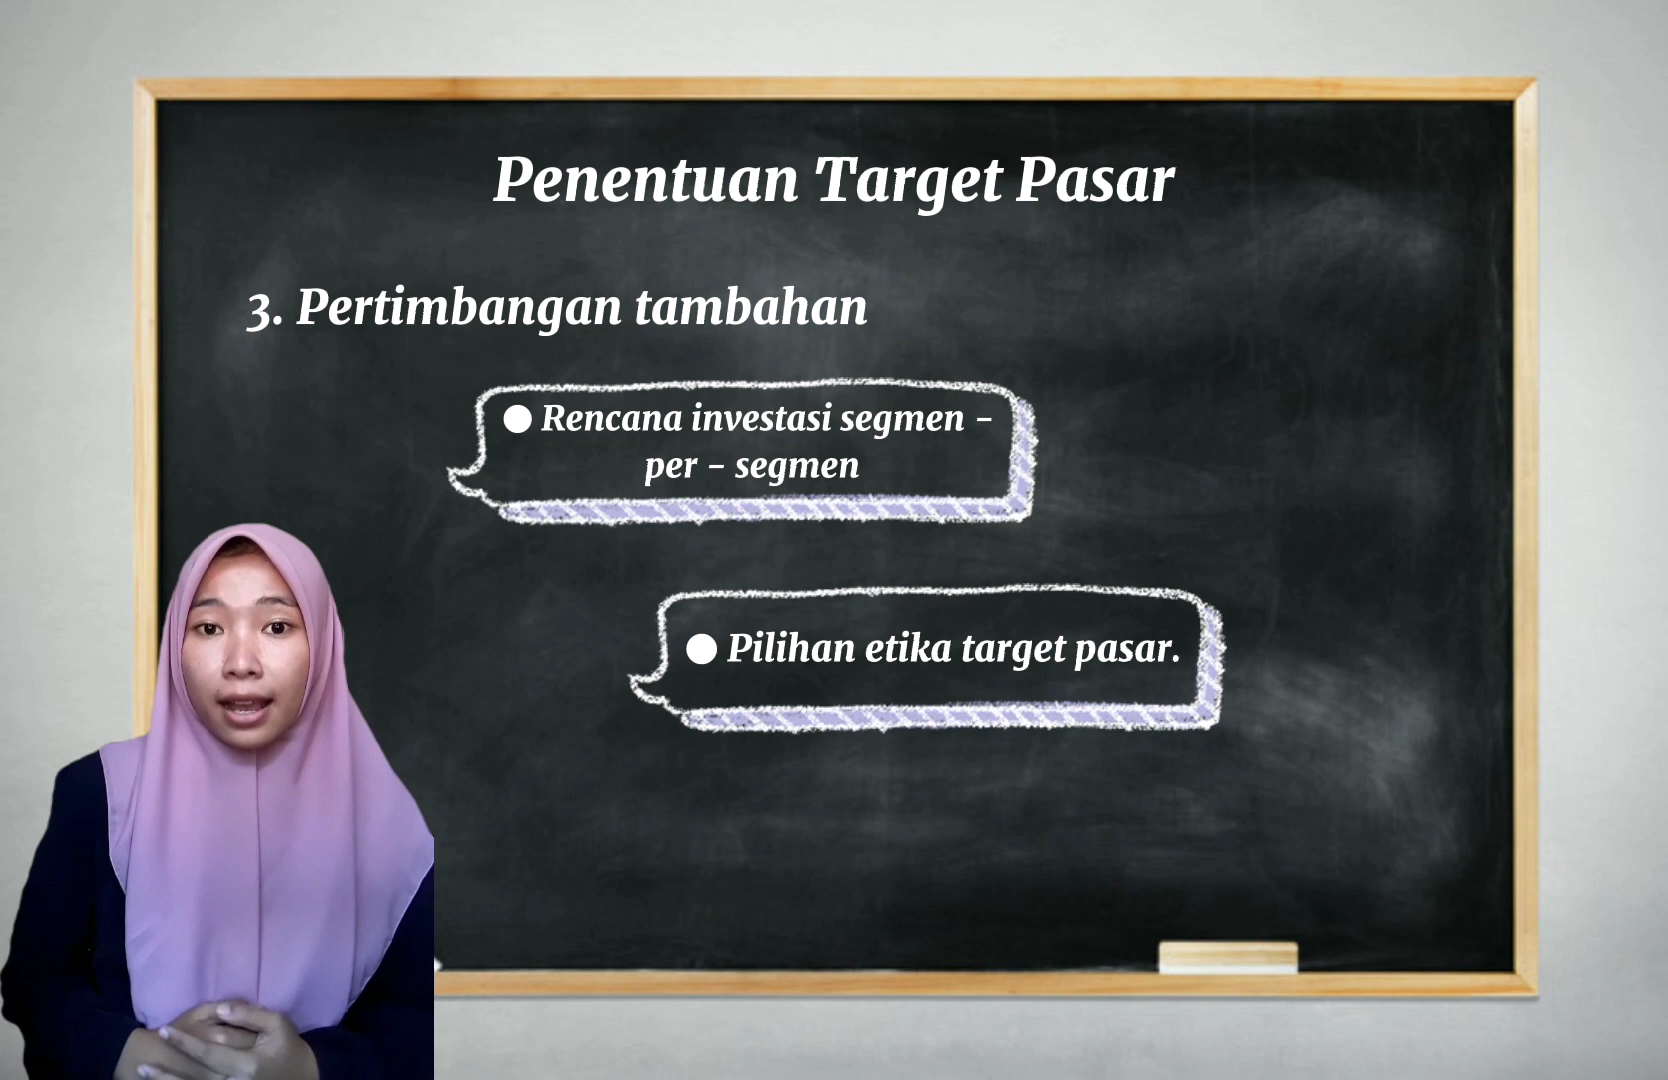 Penentuan Target Pasar
3. Pertimbangan tambahan
● Rencana investasi segmen -
per - segmen
● Pilihan etika target pasar.